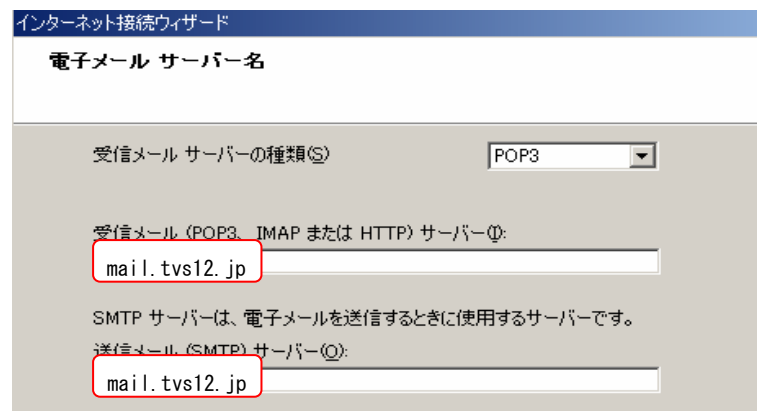 インターネット接続ウィザード
電子メール サーバー名
受信メール サーバーの種類(S) POP3
受信メール (POP3、IMAP または HTTP) サーバー(I):
mail.tvs12.jp
SMTP サーバーは、電子メールを送信するときに使用するサーバーです。
送信メール (SMTP) サーバー(O):
mail.tvs12.jp